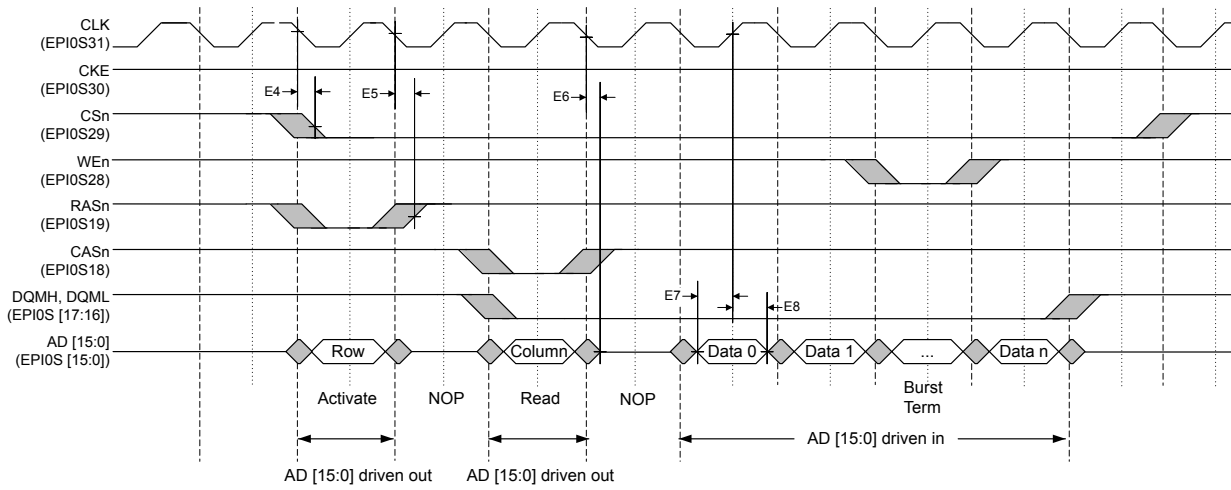 CLK
(EPI0S31)
CKE
(EPI0S30)
E4
E5
E6
CSn
(EPI0S29)
WEn
(EPI0S28)
RASn
(EPI0S19)
CASn
(EPI0S18)
DQMH, DQML
(EPI0S [17:16])
E7
E8
AD [15:0]
(EPI0S [15:0])
Row
Column
Data 0
Data 1
...
Data n
Activate
NOP
Read
NOP
Burst
Term
AD [15:0] driven in
AD [15:0] driven out
AD [15:0] driven out